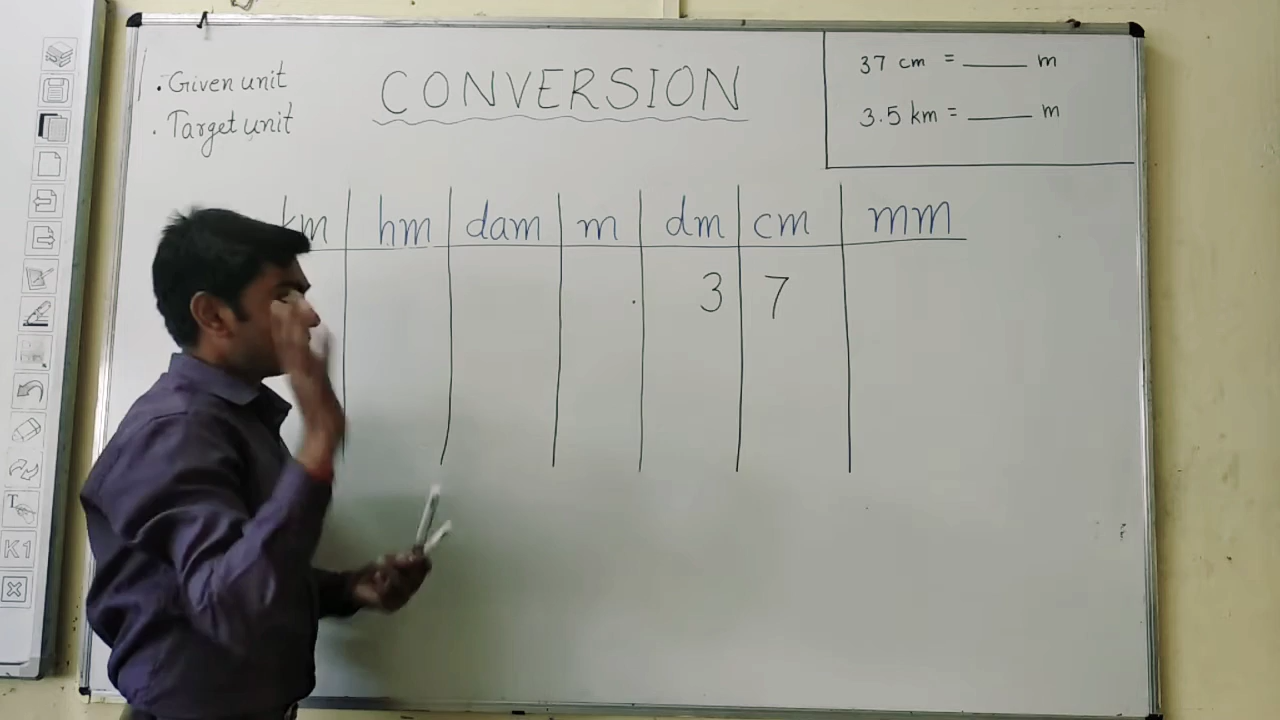 . Given unit
. Target unit
CONVERSION
37 cm = ____ m
3.5 km = ____ m
km hm dam m dm cm mm
. 3 7
T
K1